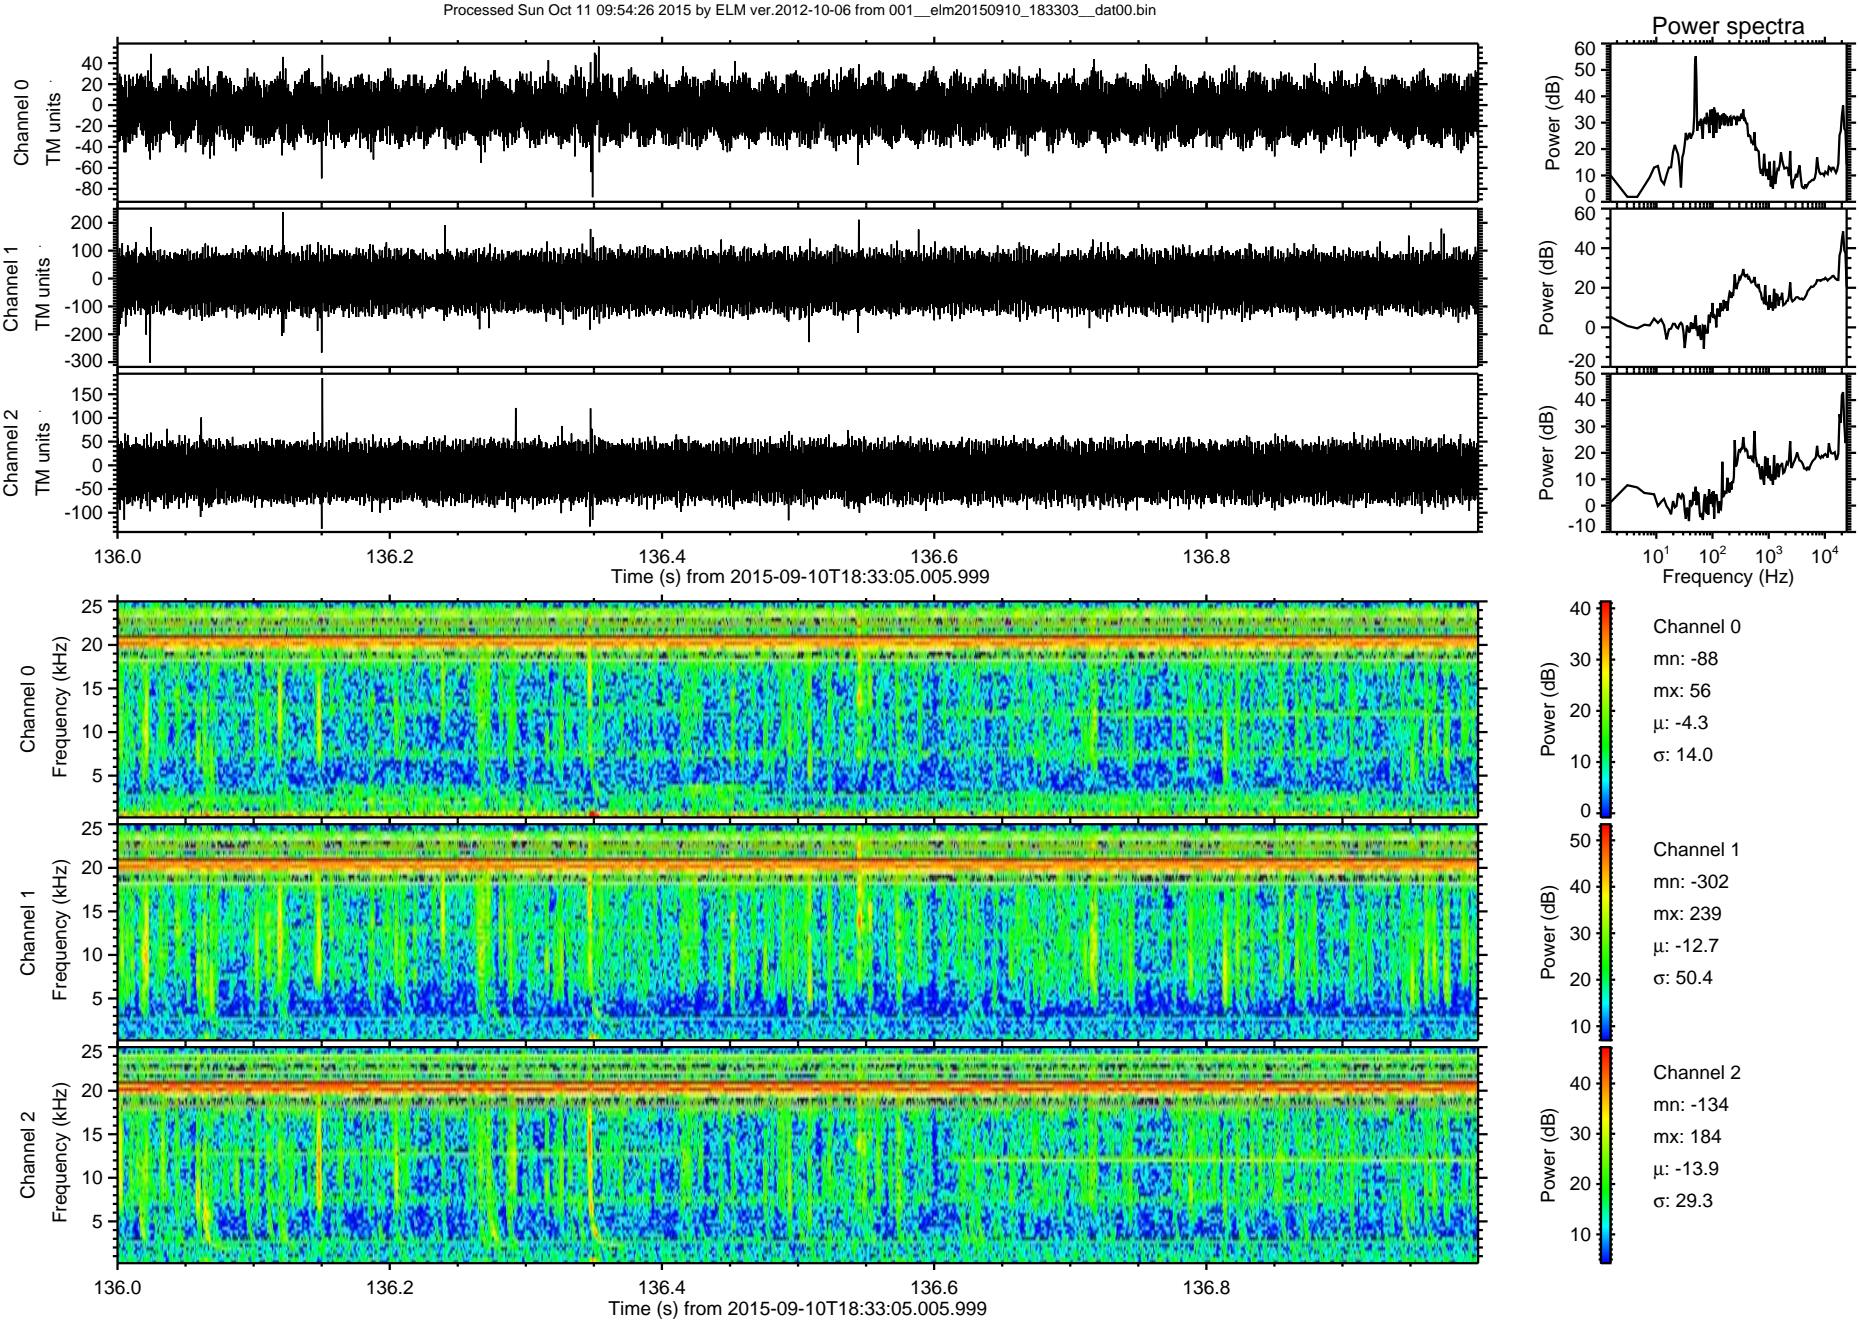 Processed Sun Oct 11 09:54:26 2015 by ELM ver.2012-10-06 from 001__elm20150910_183303__dat00.bin
Power spectra
Channel 0
TM units
40
20
0
-20
-40
-60
-80
Power (dB)
60
50
40
30
20
10
0
Channel 1
TM units
200
100
0
-100
-200
-300
Power (dB)
60
40
20
0
-20
Channel 2
TM units
150
100
50
0
-50
-100
Power (dB)
50
40
30
20
10
0
-10
136.0 136.2 136.4 136.6 136.8
Time (s) from 2015-09-10T18:33:05.005.999
10¹ 10² 10³ 10⁴
Frequency (Hz)
Channel 0
Frequency (kHz)
25
20
15
10
5
Power (dB)
40
30
20
10
0
Channel 0
mn: -88
mx: 56
μ: -4.3
σ: 14.0
Channel 1
Frequency (kHz)
25
20
15
10
5
Power (dB)
50
40
30
20
10
Channel 1
mn: -302
mx: 239
μ: -12.7
σ: 50.4
Channel 2
Frequency (kHz)
25
20
15
10
5
Power (dB)
40
30
20
10
Channel 2
mn: -134
mx: 184
μ: -13.9
σ: 29.3
136.0 136.2 136.4 136.6 136.8
Time (s) from 2015-09-10T18:33:05.005.999